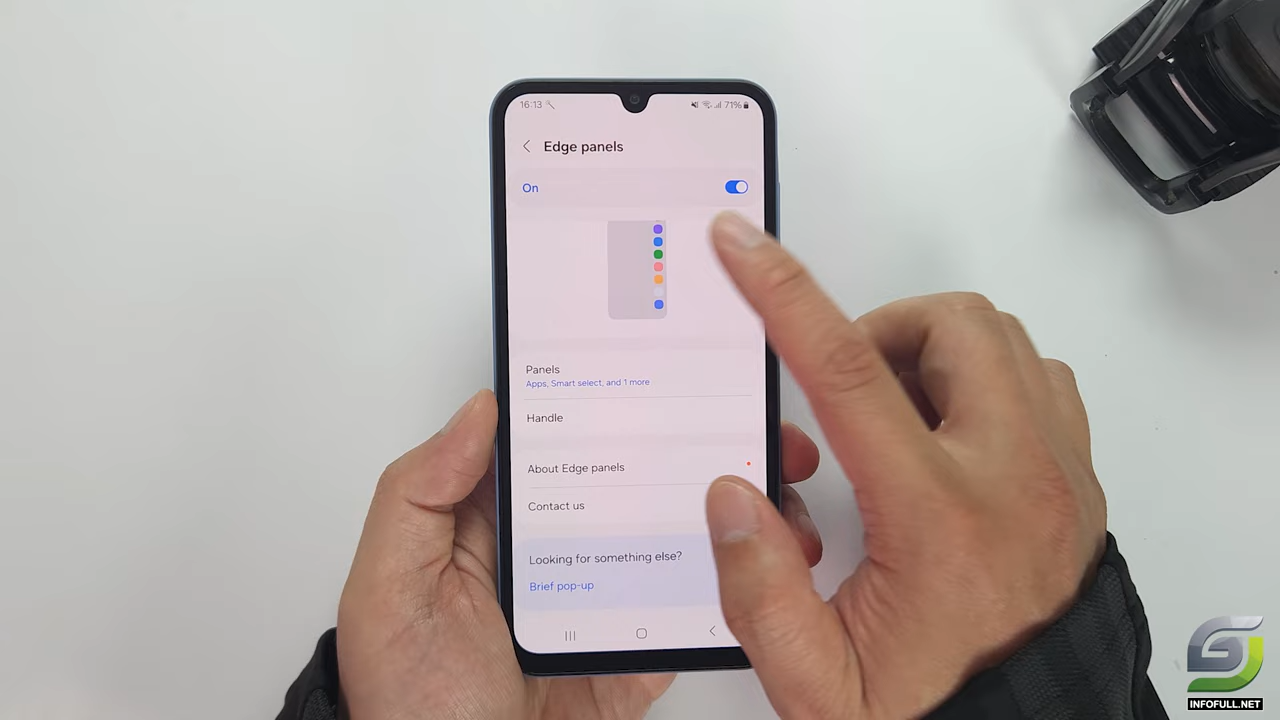 16:13
71%
Edge panels
On
Panels
Apps, Smart select, and 1 more
Handle
About Edge panels
Contact us
Looking for something else?
Brief pop-up
INFOFULL.NET